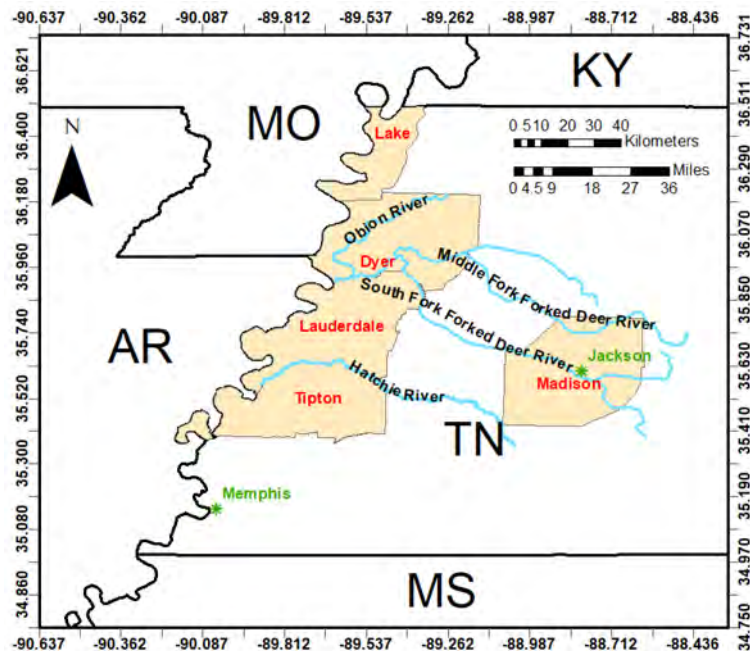 -90.637 -90.362 -90.087 -89.812 -89.537 -89.262 -88.987 -88.712 -88.436
36.731
36.621
KY
36.511
MO
N
36.400
Lake
0 5 10 20 30 40
Kilometers
36.290
Miles
0 4.5 9 18 27 36
36.180
Obion River
36.070
Dyer
Middle Fork Forked Deer River
35.960
South Fork Forked Deer River
35.850
Lauderdale
35.740
AR
Jackson
35.630
Madison
Hatchie River
Tipton
35.520
TN
35.410
35.300
Memphis
35.190
35.080
34.970
MS
34.860
34.750
-90.637 -90.362 -90.087 -89.812 -89.537 -89.262 -88.987 -88.712 -88.436